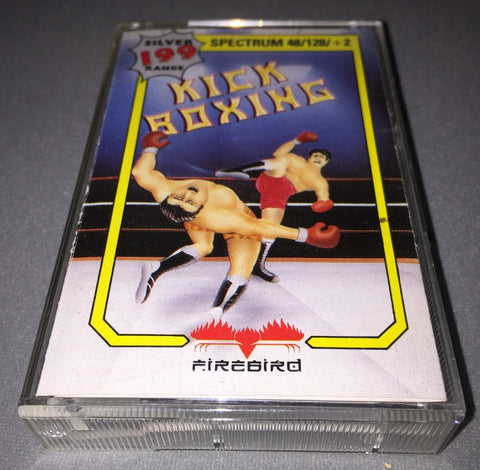 SILVER
199
RANGE
SPECTRUM 48/128/+2
KICK
BOXING
FIREBIRD